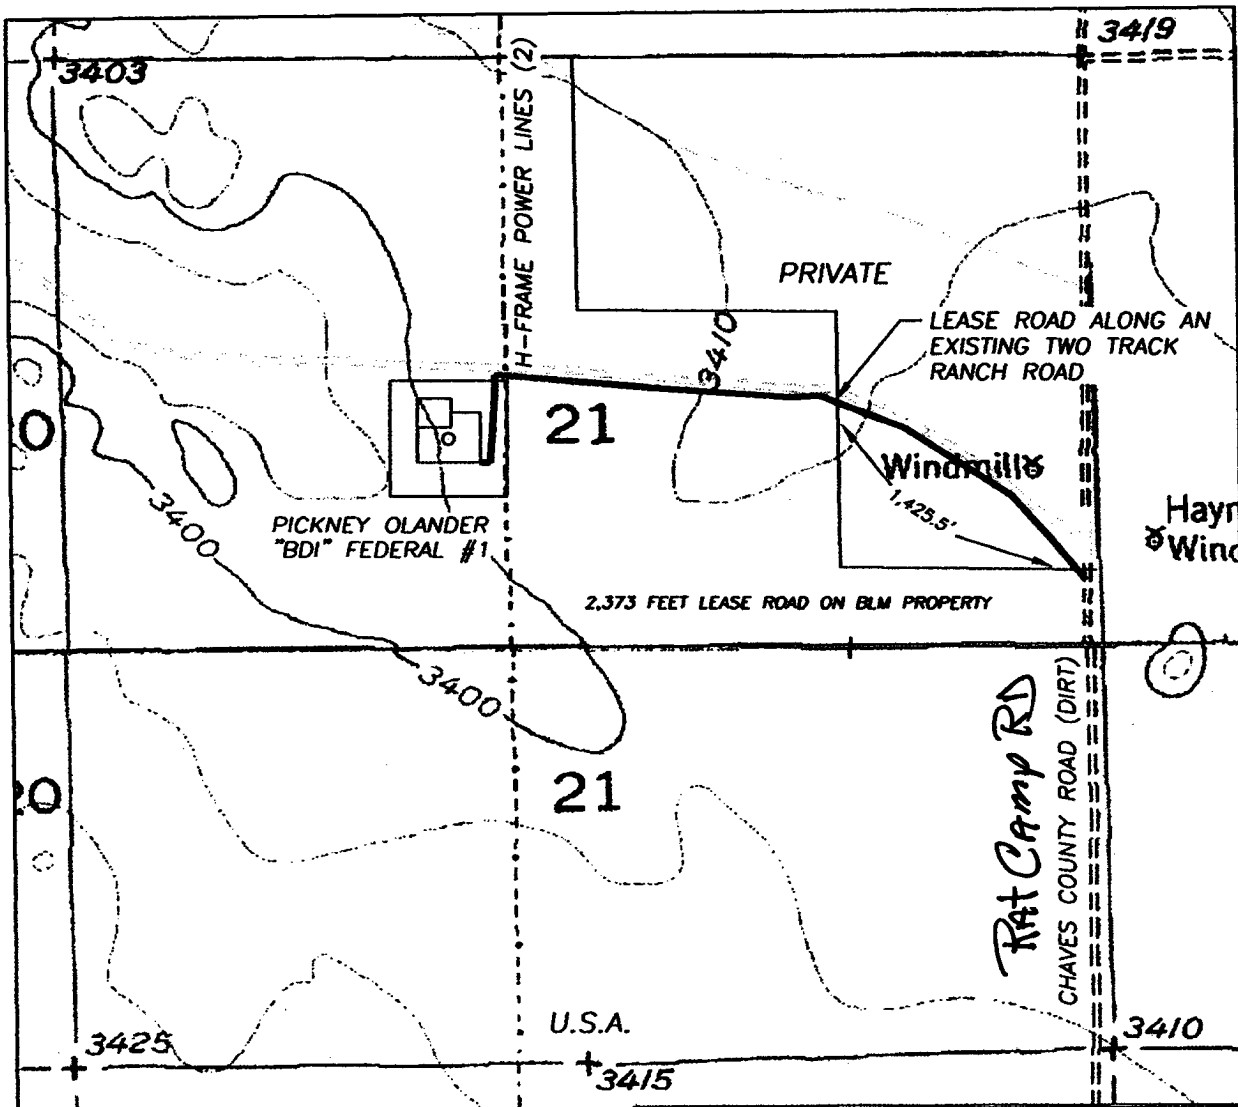 3419
3403
H-FRAME POWER LINES (2)
PRIVATE
LEASE ROAD ALONG AN
EXISTING TWO TRACK
RANCH ROAD
3410
21
Windmill
1,425.5'
3400
PICKNEY OLANDER
"BDI" FEDERAL #1
2,373 FEET LEASE ROAD ON BLM PROPERTY
3400
21
RAt CAmp RD
CHAVES COUNTY ROAD (DIRT)
U.S.A.
3425
3415
3410